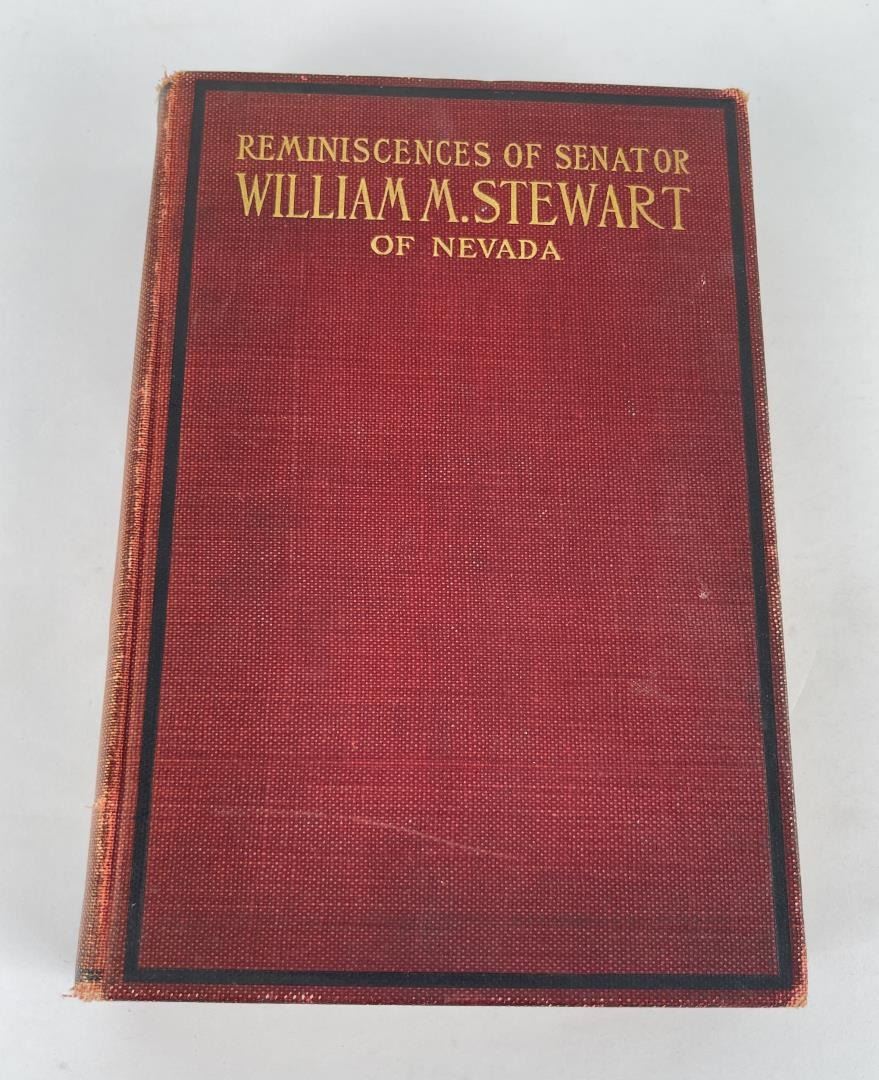 REMINISCENCES OF SENATOR
WILLIAM M. STEWART
OF NEVADA